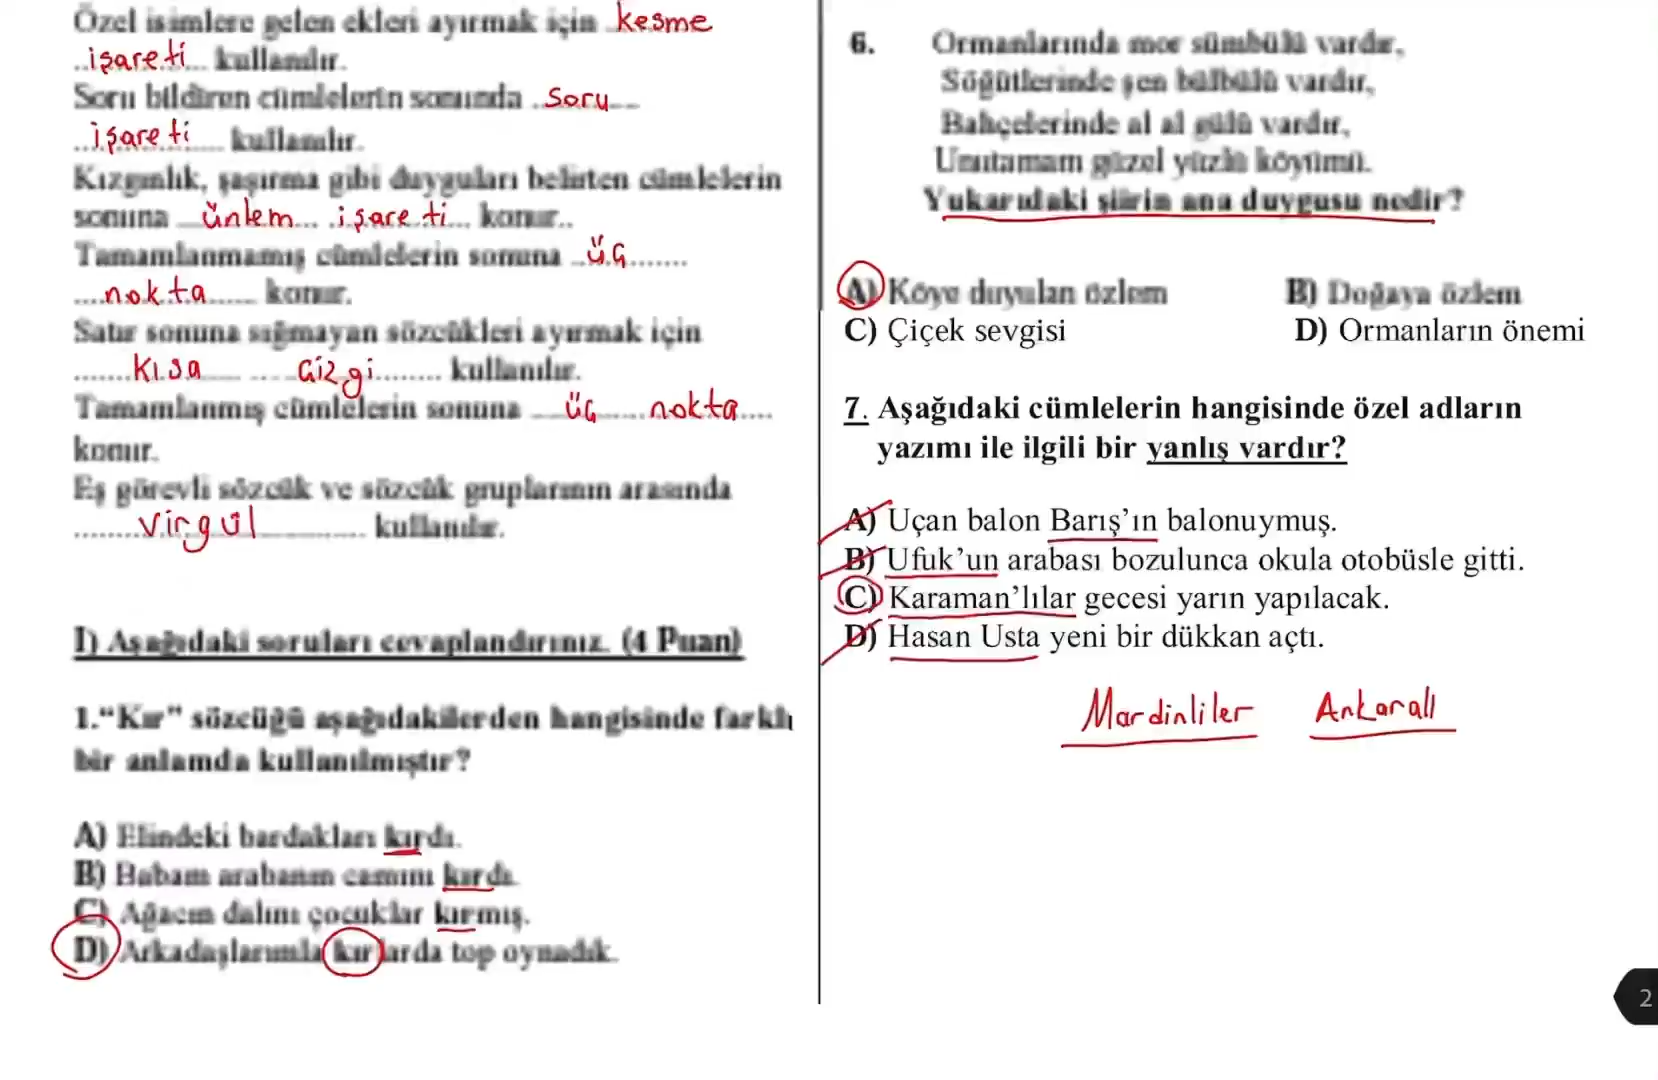 Özel isimlere gelen ekleri ayırmak için ..kesme
..işareti... kullanılır.
Soru bildiren cümlelerin sonunda ..soru....
...işareti.... kullanılır.
Kızgınlık, şaşırma gibi duyguları belirten cümlelerin
sonuna ...ünlem... .işareti... konur..
Tamamlanmamış cümlelerin sonuna ...üç........
....nokta...... konur.
Satır sonuna sığmayan sözcükleri ayırmak için
.......kısa..... ....çizgi........ kullanılır.
Tamamlanmış cümlelerin sonuna ....üç......nokta....
konur.
Eş görevli sözcük ve sözcük gruplarının arasında
........virgül............... kullanılır.
I) Aşağıdaki soruları cevaplandırınız. (4 Puan)
1."Kır" sözcüğü aşağıdakilerden hangisinde farklı
bir anlamda kullanılmıştır?
A) Elindeki bardakları kırdı.
B) Babam arabanın camını kırdı.
C) Ağacın dalını çocuklar kırmış.
D) Arkadaşlarımla kırlarda top oynadık.
6. Ormanlarında mor sümbülü vardır,
Söğütlerinde şen bülbülü vardır,
Bahçelerinde al al gülü vardır,
Unutamam güzel yüzlü köyümü.
Yukarıdaki şiirin ana duygusu nedir?
A) Köye duyulan özlem B) Doğaya özlem
C) Çiçek sevgisi D) Ormanların önemi
7. Aşağıdaki cümlelerin hangisinde özel adların
yazımı ile ilgili bir yanlış vardır?
A) Uçan balon Barış'ın balonuymuş.
B) Ufuk'un arabası bozulunca okula otobüsle gitti.
C) Karaman'lılar gecesi yarın yapılacak.
D) Hasan Usta yeni bir dükkan açtı.
Mardinliler Ankaralı
2